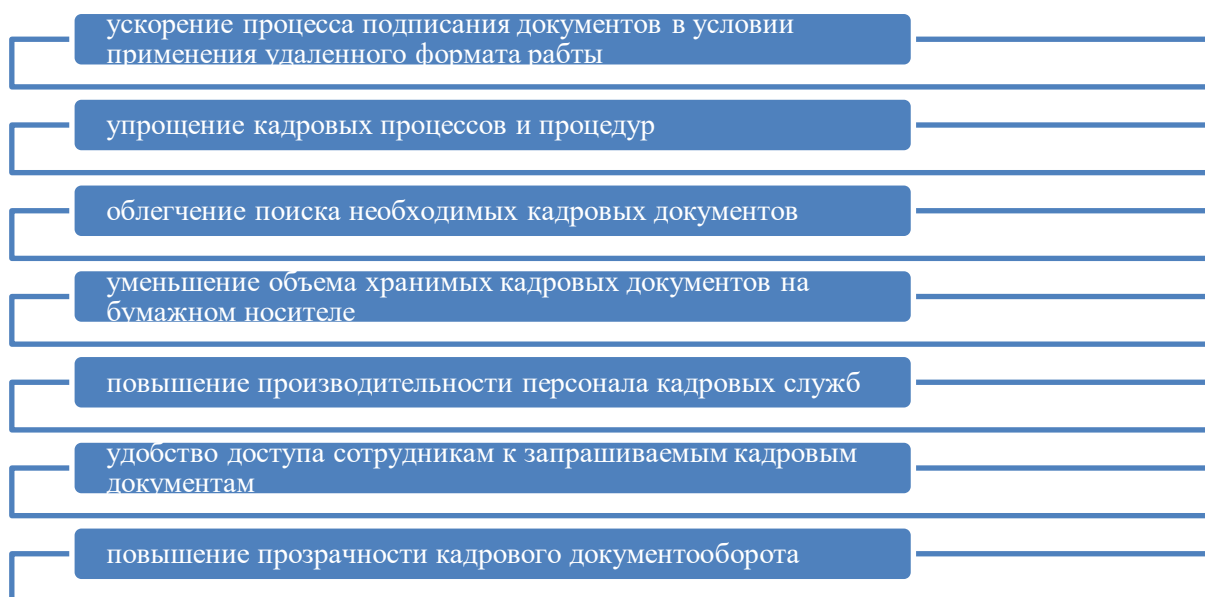 ускорение процесса подписания документов в условии
применения удаленного формата рабты
упрощение кадровых процессов и процедур
облегчение поиска необходимых кадровых документов
уменьшение объема хранимых кадровых документов на
бумажном носителе
повышение производительности персонала кадровых служб
удобство доступа сотрудникам к запрашиваемым кадровым
документам
повышение прозрачности кадрового документооборота